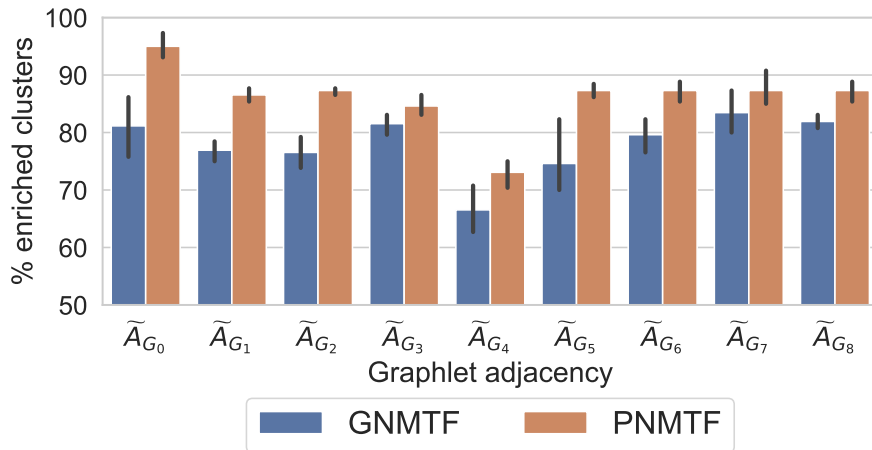 100
90
80
70
60
50
% enriched clusters
Ã_G₀ Ã_G₁ Ã_G₂ Ã_G₃ Ã_G₄ Ã_G₅ Ã_G₆ Ã_G₇ Ã_G₈
Graphlet adjacency
GNMTF PNMTF